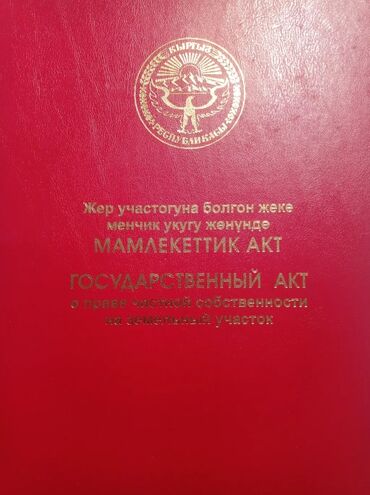 КЫРГЫЗ
РЕСПУБЛИКАСЫ
Жер участогуна болгон жеке
менчик укугу жөнүндө
МАМЛЕКЕТТИК АКТ
ГОСУДАРСТВЕННЫЙ АКТ
о праве частной собственности
на земельный участок